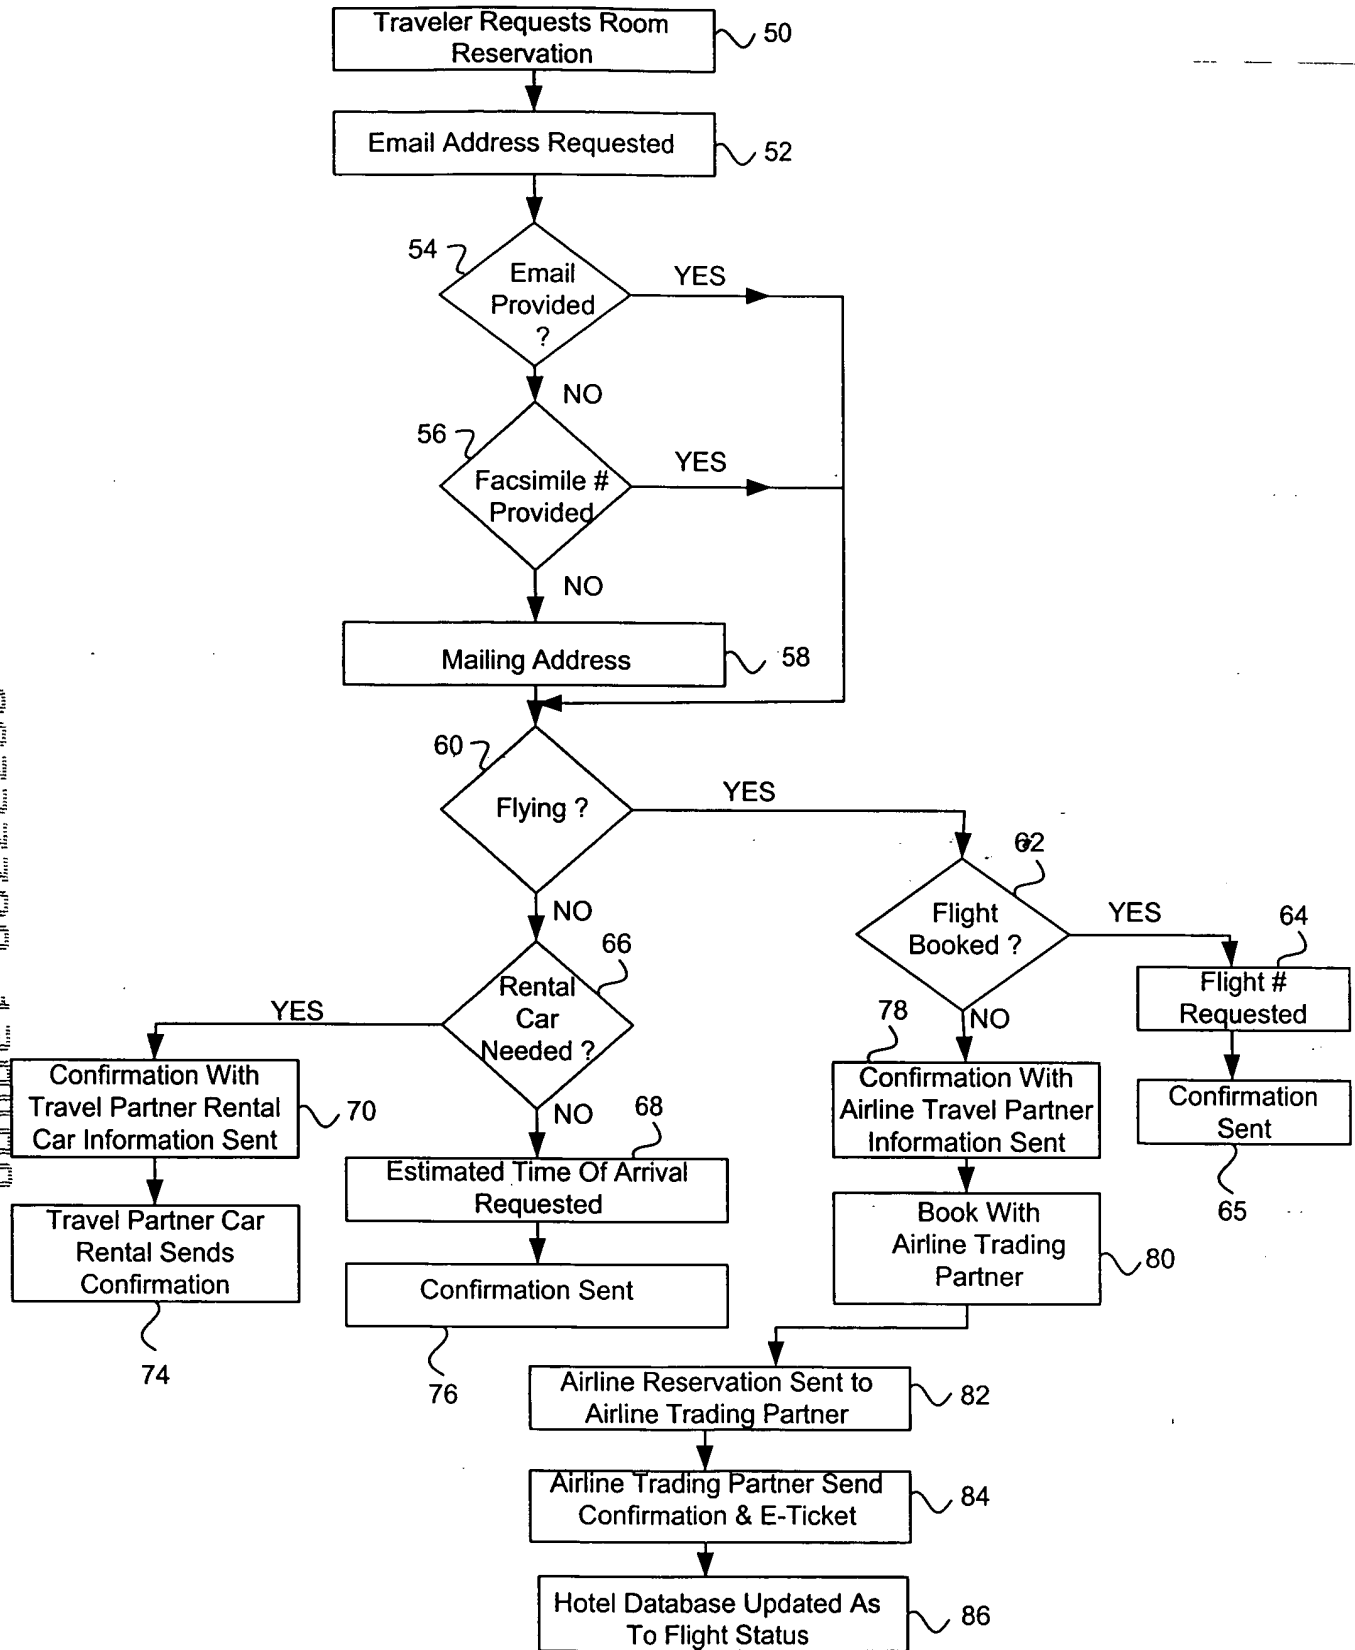 Traveler Requests Room
Reservation
50
Email Address Requested
52
54
Email
Provided
?
YES
NO
56
Facsimile #
Provided
YES
NO
Mailing Address
58
60
Flying ?
YES
NO
62
Flight
Booked ?
YES
NO
64
Flight #
Requested
Confirmation
Sent
65
66
Rental
Car
Needed ?
YES
NO
Confirmation With
Travel Partner Rental
Car Information Sent
70
Travel Partner Car
Rental Sends
Confirmation
74
68
Estimated Time Of Arrival
Requested
Confirmation Sent
76
78
Confirmation With
Airline Travel Partner
Information Sent
Book With
Airline Trading
Partner
80
Airline Reservation Sent to
Airline Trading Partner
82
Airline Trading Partner Send
Confirmation & E-Ticket
84
Hotel Database Updated As
To Flight Status
86